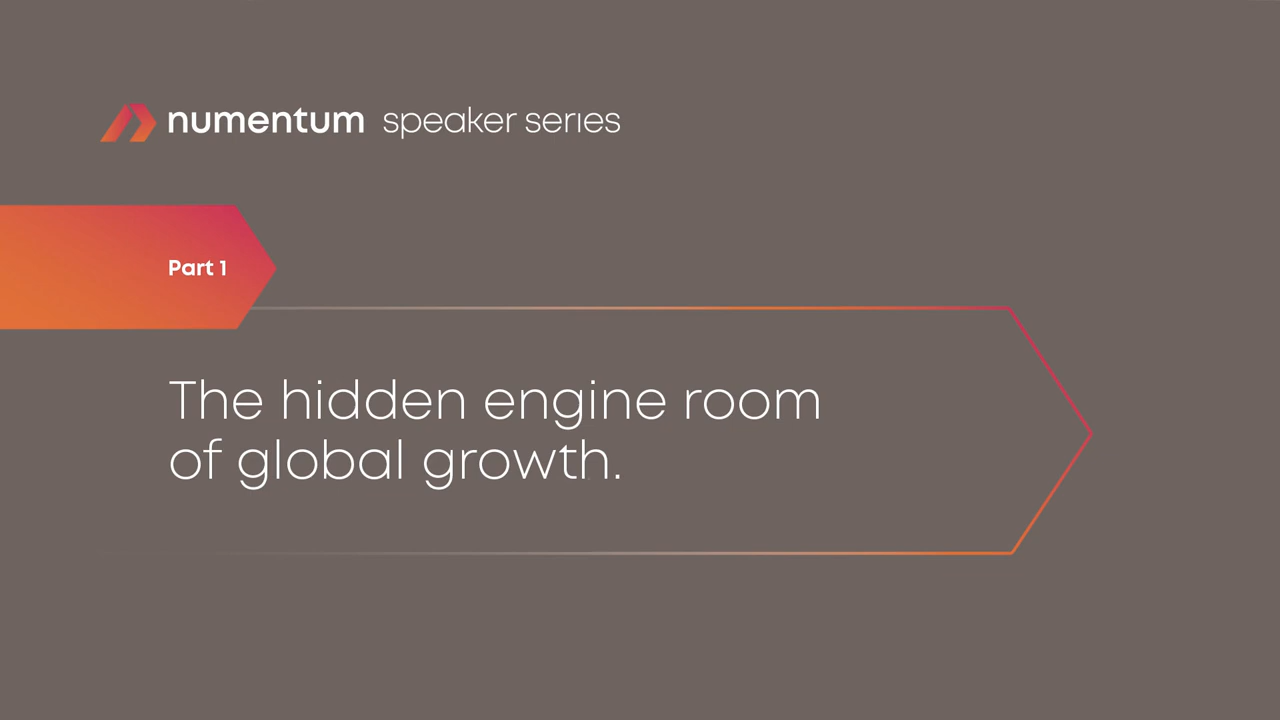 numentum speaker series
Part 1
The hidden engine room
of global growth.